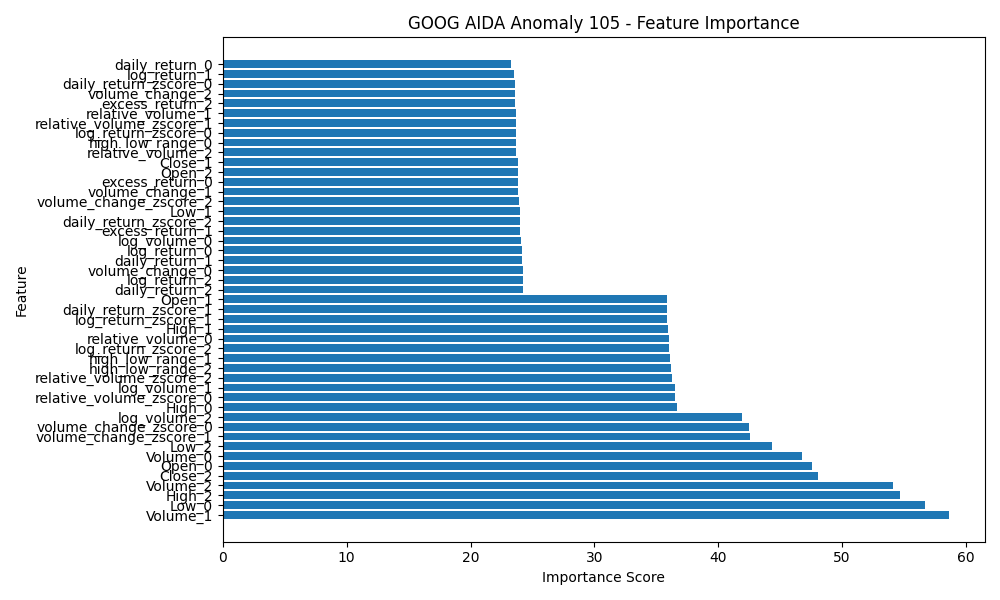 GOOG AIDA Anomaly 105 - Feature Importance
daily_return_0
log_return_1
daily_return_zscore_0
volume_change_2
excess_return_2
relative_volume_1
relative_volume_zscore_1
log_return_zscore_0
high_low_range_0
relative_volume_2
Close_1
Open_2
excess_return_0
volume_change_1
volume_change_zscore_2
Low_1
daily_return_zscore_2
excess_return_1
log_volume_0
log_return_0
daily_return_1
volume_change_0
log_return_2
daily_return_2
Open_1
daily_return_zscore_1
log_return_zscore_1
High_1
relative_volume_0
log_return_zscore_2
high_low_range_1
high_low_range_2
relative_volume_zscore_2
log_volume_1
relative_volume_zscore_0
High_0
log_volume_2
volume_change_zscore_0
volume_change_zscore_1
Low_2
Volume_0
Open_0
Close_2
Volume_2
High_2
Low_0
Volume_1
Feature
0 10 20 30 40 50 60
Importance Score